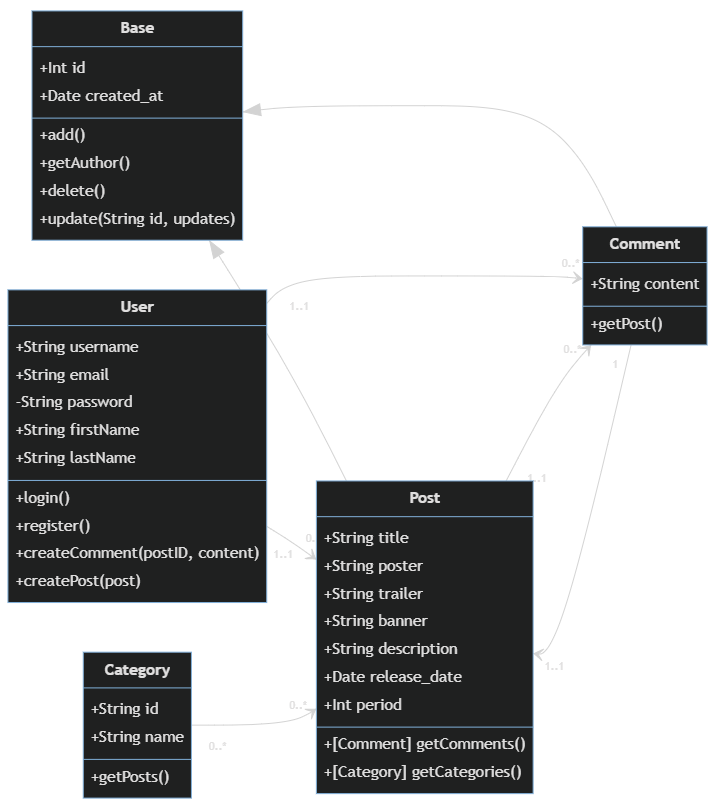 Base
+Int id
+Date created_at
+add()
+getAuthor()
+delete()
+update(String id, updates)
Comment
+String content
+getPost()
0..*
1..1
User
+String username
+String email
-String password
+String firstName
+String lastName
+login()
+register()
+createComment(postID, content)
+createPost(post)
0..*
1
1..1
Post
+String title
+String poster
+String trailer
+String banner
+String description
+Date release_date
+Int period
+[Comment] getComments()
+[Category] getCategories()
0..
1..1
1..1
Category
+String id
+String name
+getPosts()
0..*
0..*